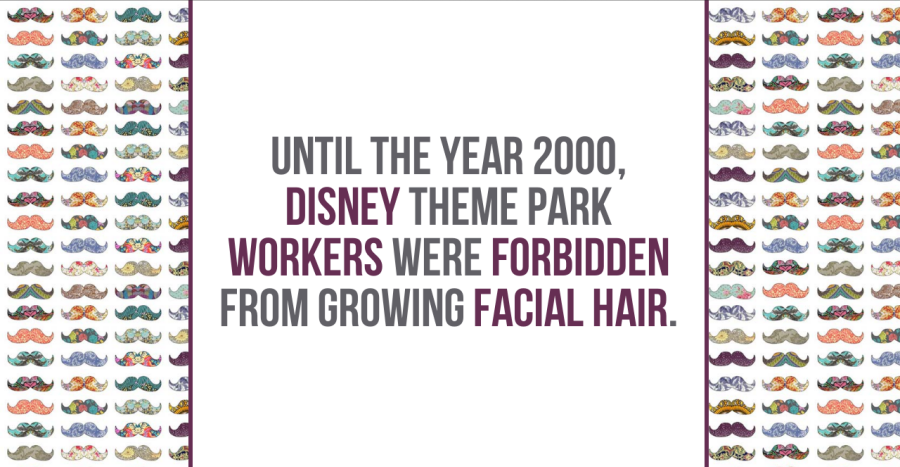 UNTIL THE YEAR 2000,
DISNEY THEME PARK
WORKERS WERE FORBIDDEN
FROM GROWING FACIAL HAIR.